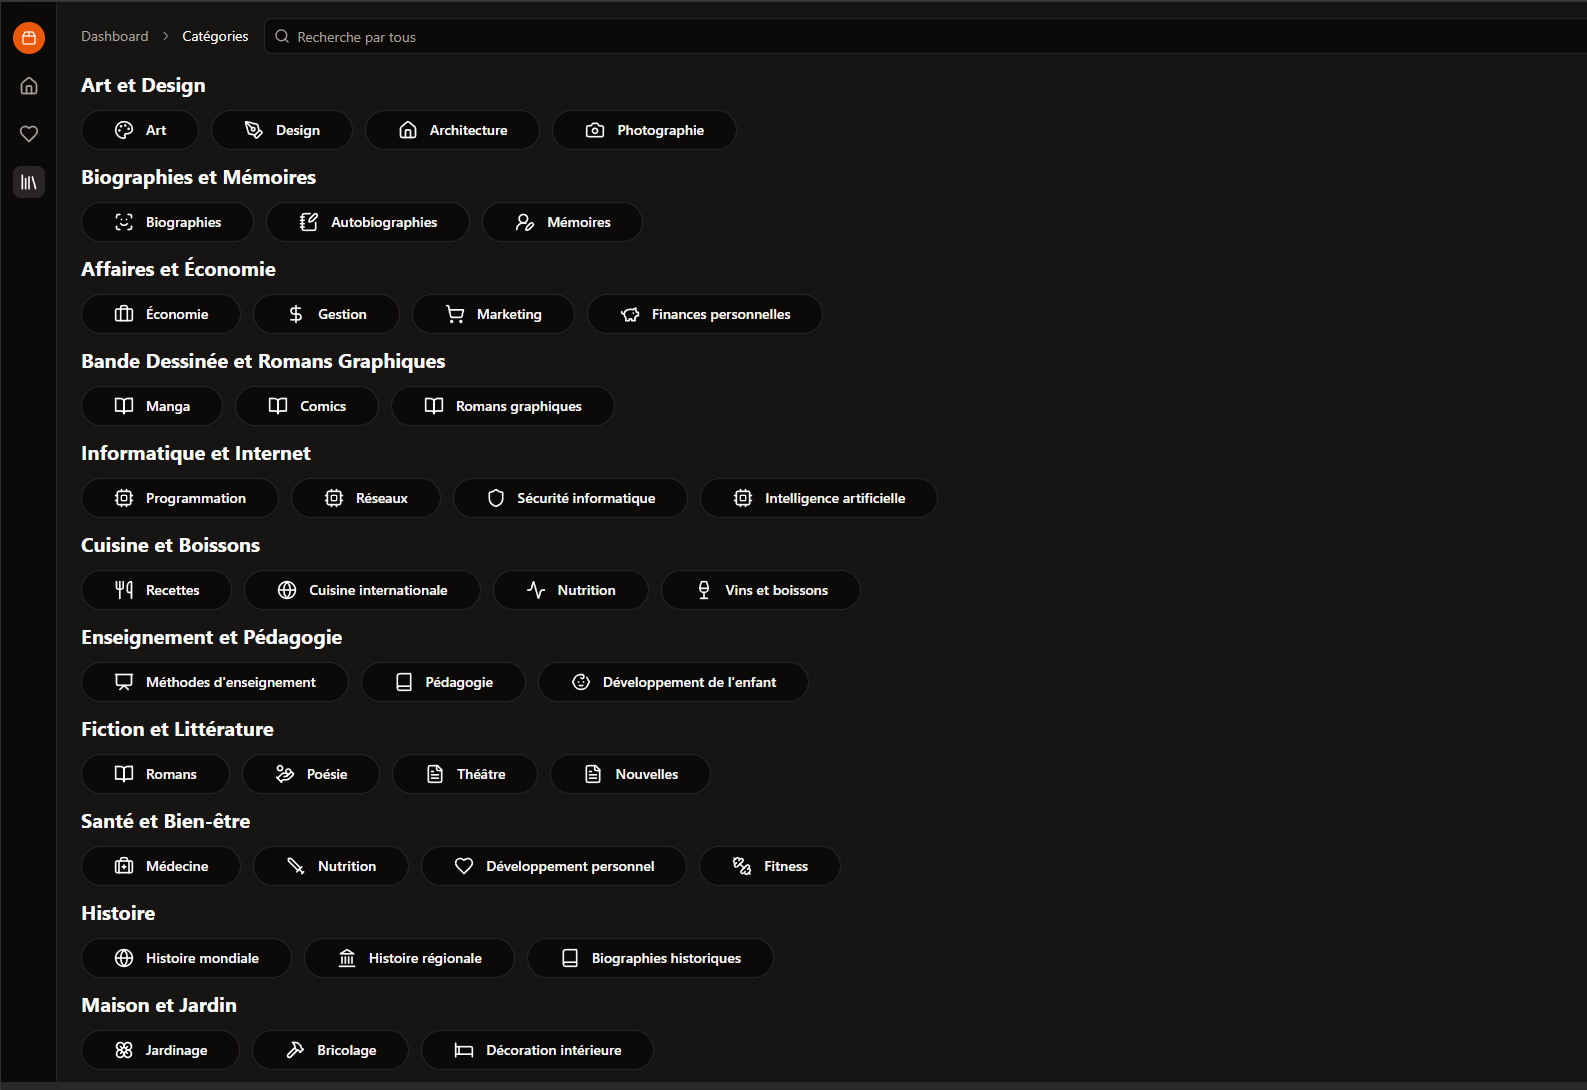 Dashboard > Catégories Recherche par tous
Art et Design
Art Design Architecture Photographie
Biographies et Mémoires
Biographies Autobiographies Mémoires
Affaires et Économie
Économie Gestion Marketing Finances personnelles
Bande Dessinée et Romans Graphiques
Manga Comics Romans graphiques
Informatique et Internet
Programmation Réseaux Sécurité informatique Intelligence artificielle
Cuisine et Boissons
Recettes Cuisine internationale Nutrition Vins et boissons
Enseignement et Pédagogie
Méthodes d'enseignement Pédagogie Développement de l'enfant
Fiction et Littérature
Romans Poésie Théâtre Nouvelles
Santé et Bien-être
Médecine Nutrition Développement personnel Fitness
Histoire
Histoire mondiale Histoire régionale Biographies historiques
Maison et Jardin
Jardinage Bricolage Décoration intérieure